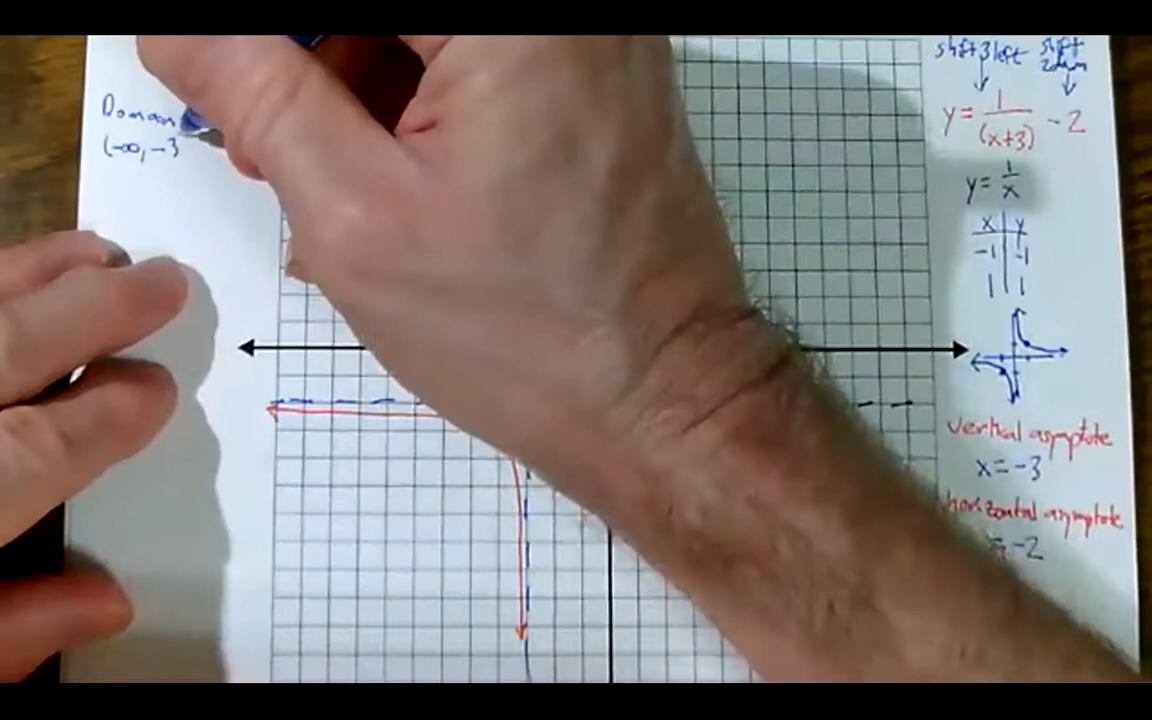 Domain
(-∞, -3
shift 3 left shift 2 down
y = 1/(x+3) - 2
y = 1/x
x y
-1 -1
1 1
vertical asymptote
x = -3
horizontal asymptote
= -2